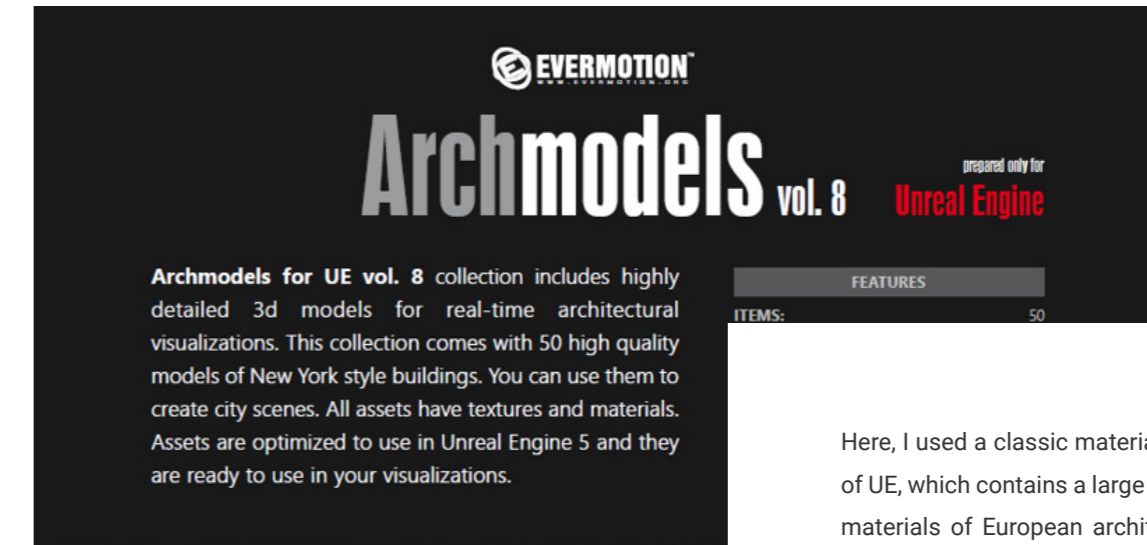 EVERMOTION™
WWW.EVERMOTION.ORG
Archmodels vol. 8
prepared only for
Unreal Engine
Archmodels for UE vol. 8 collection includes highly
detailed 3d models for real-time architectural
visualizations. This collection comes with 50 high quality
models of New York style buildings. You can use them to
create city scenes. All assets have textures and materials.
Assets are optimized to use in Unreal Engine 5 and they
are ready to use in your visualizations.
FEATURES
ITEMS: 50
Here, I used a classic materia
of UE, which contains a large
materials of European archit